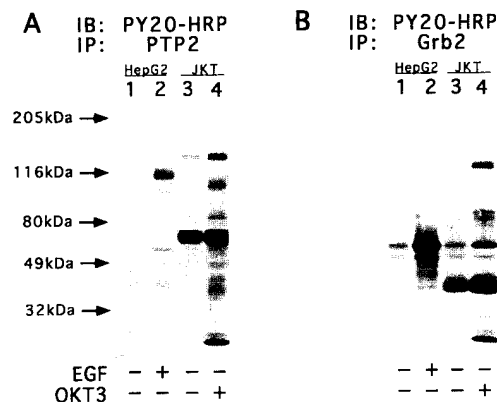 A IB: PY20-HRP
IP: PTP2
HepG2 JKT
1 2 3 4
205kDa
116kDa
80kDa
49kDa
32kDa
EGF - + - -
OKT3 - - - +
B IB: PY20-HRP
IP: Grb2
HepG2 JKT
1 2 3 4
- + - -
- - - +